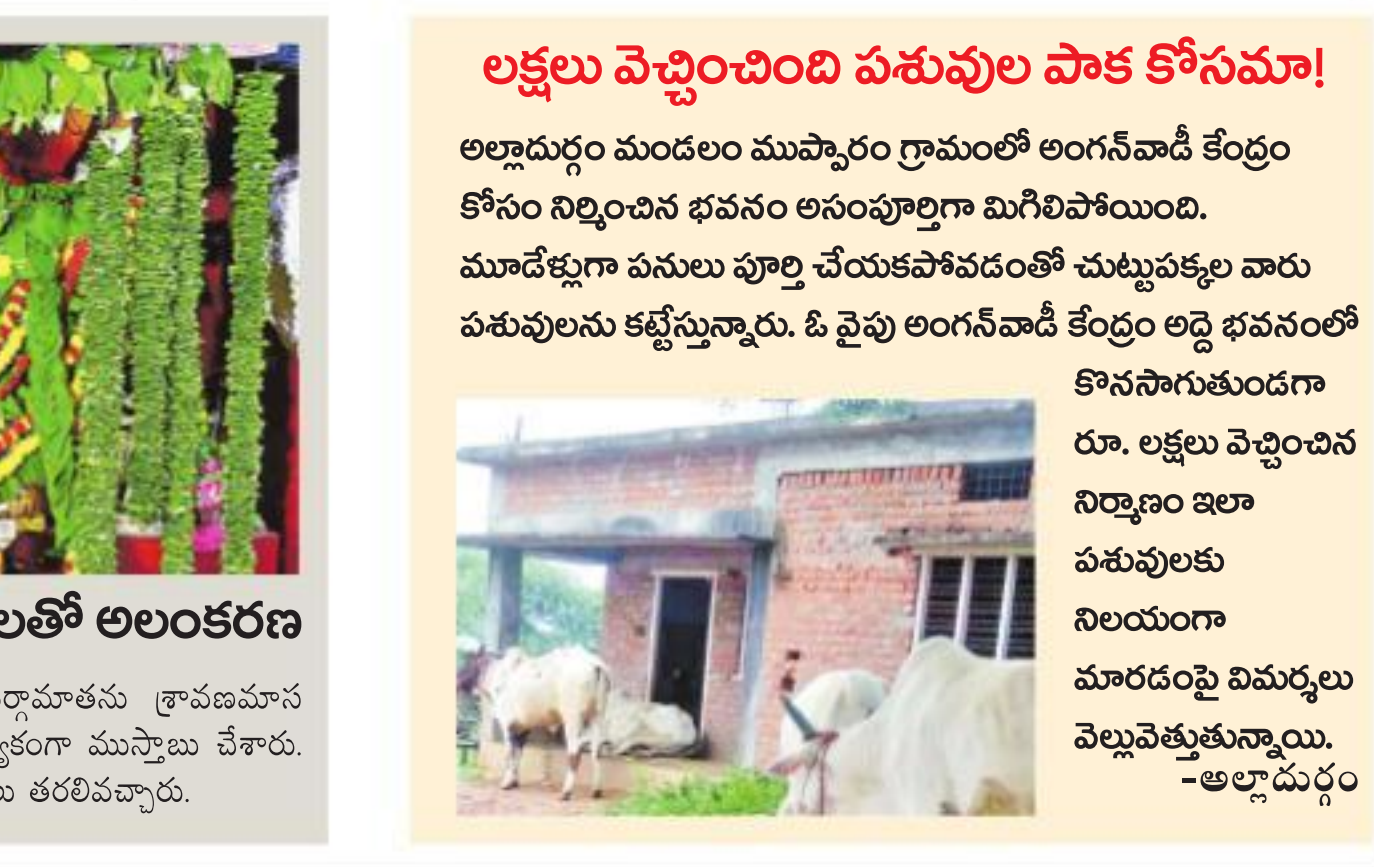 లతో అలంకరణ
ర్గామాతను శ్రావణమాస
కంగా ముస్తాబు చేశారు.
తరలివచ్చారు.
లక్షలు వెచ్చించింది పశువుల పాక కోసమా!
అల్లాదుర్గం మండలం ముప్పారం గ్రామంలో అంగన్‌వాడీ కేంద్రం
కోసం నిర్మించిన భవనం అసంపూర్తిగా మిగిలిపోయింది.
మూడేళ్లుగా పనులు పూర్తి చేయకపోవడంతో చుట్టుపక్కల వారు
పశువులను కట్టేస్తున్నారు. ఓ వైపు అంగన్‌వాడీ కేంద్రం అద్దె భవనంలో
కొనసాగుతుండగా
రూ. లక్షలు వెచ్చించిన
నిర్మాణం ఇలా
పశువులకు
నిలయంగా
మారడంపై విమర్శలు
వెల్లువెత్తుతున్నాయి.
-అల్లాదుర్గం